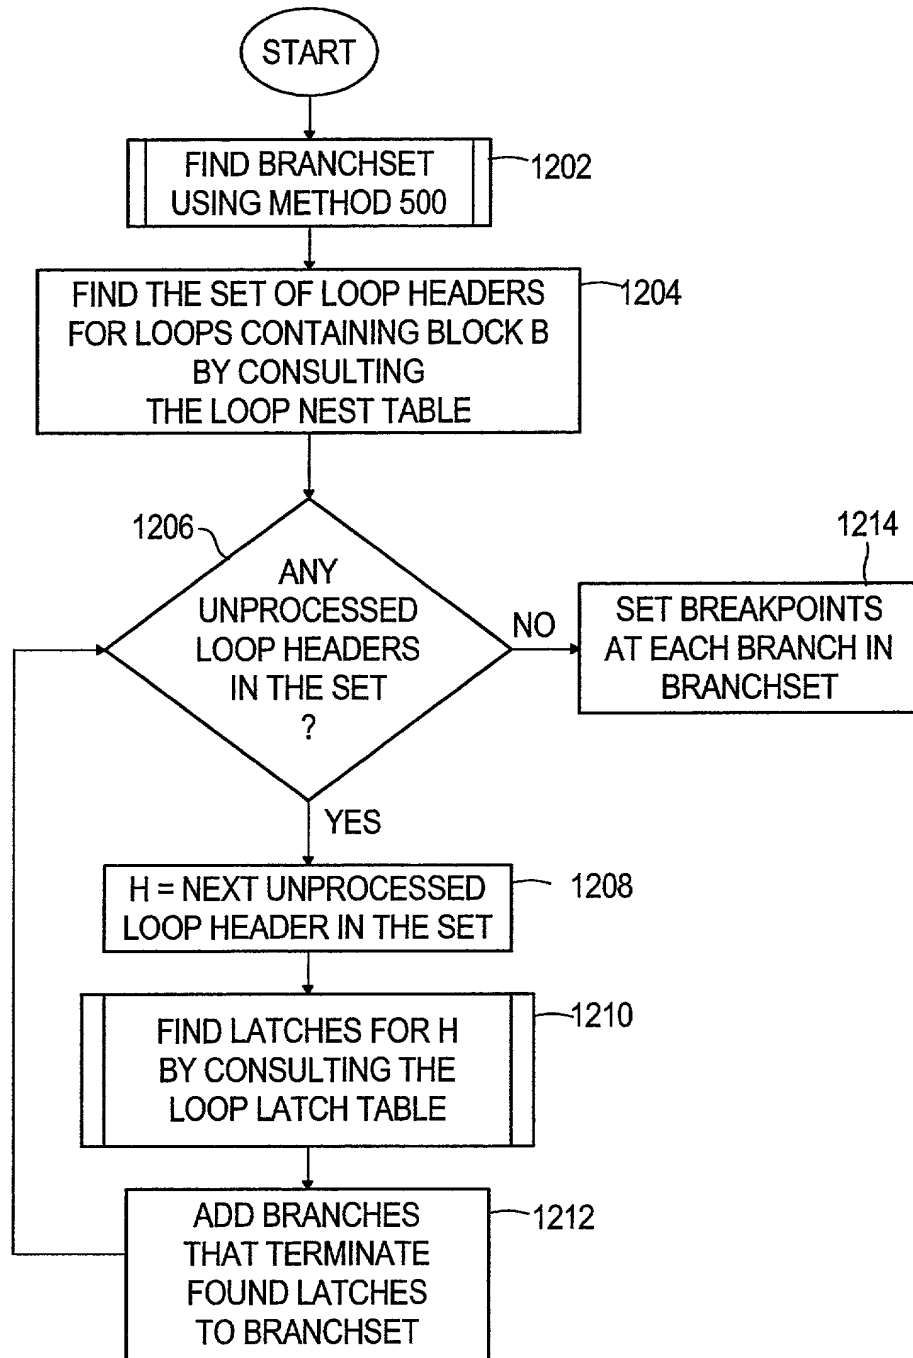 START
FIND BRANCHSET
USING METHOD 500
1202
FIND THE SET OF LOOP HEADERS
FOR LOOPS CONTAINING BLOCK B
BY CONSULTING
THE LOOP NEST TABLE
1204
1206
ANY
UNPROCESSED
LOOP HEADERS
IN THE SET
?
NO
1214
SET BREAKPOINTS
AT EACH BRANCH IN
BRANCHSET
YES
H = NEXT UNPROCESSED
LOOP HEADER IN THE SET
1208
FIND LATCHES FOR H
BY CONSULTING THE
LOOP LATCH TABLE
1210
ADD BRANCHES
THAT TERMINATE
FOUND LATCHES
TO BRANCHSET
1212